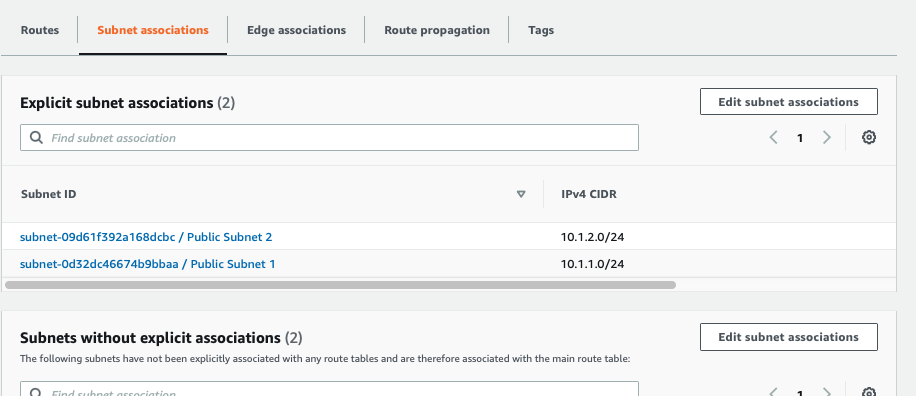 Routes Subnet associations Edge associations Route propagation Tags
Explicit subnet associations (2) Edit subnet associations
Find subnet association 1
Subnet ID IPv4 CIDR
subnet-09d61f392a168dcbc / Public Subnet 2 10.1.2.0/24
subnet-0d32dc46674b9bbaa / Public Subnet 1 10.1.1.0/24
Subnets without explicit associations (2) Edit subnet associations
The following subnets have not been explicitly associated with any route tables and are therefore associated with the main route table:
Find subnet association 1